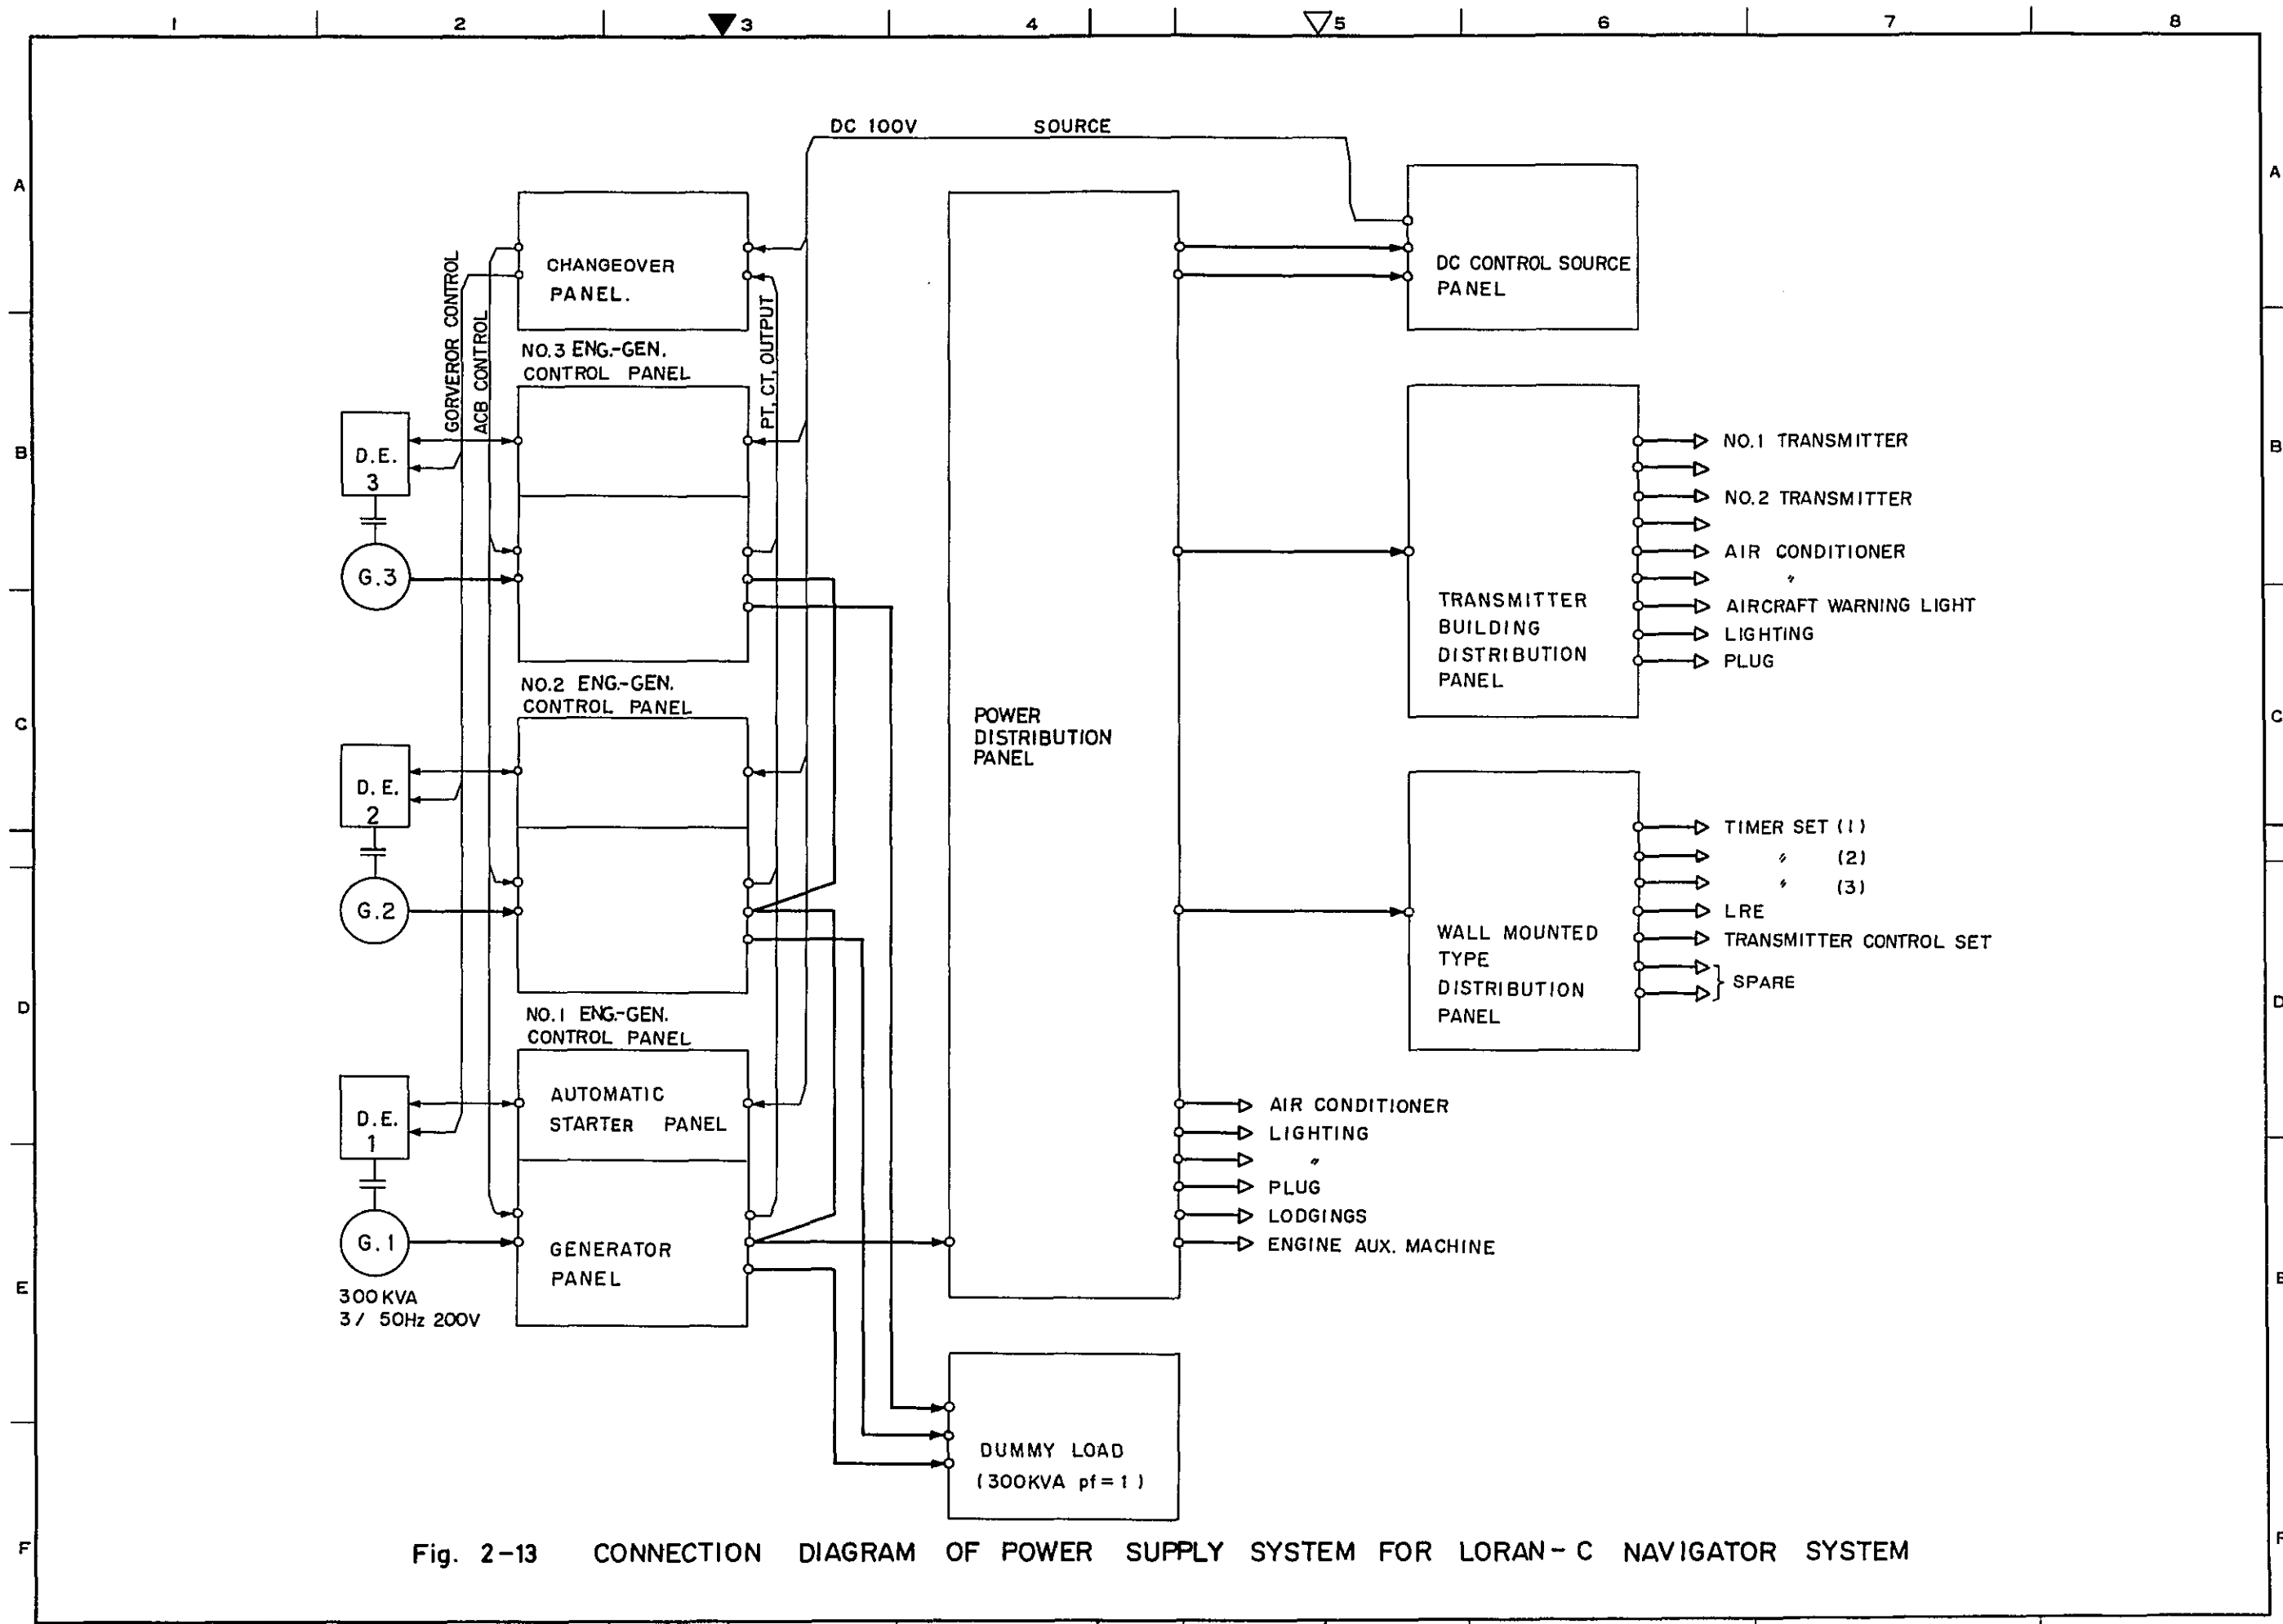 1 2 3 4 5 6 7 8
DC 100V SOURCE
A A
CHANGEOVER
PANEL.
DC CONTROL SOURCE
PANEL
GORVEROR CONTROL
ACB CONTROL
PT, CT, OUTPUT
NO.3 ENG.-GEN.
CONTROL PANEL
B B
D.E.
3
G.3
NO.1 TRANSMITTER
NO.2 TRANSMITTER
AIR CONDITIONER
〃
AIRCRAFT WARNING LIGHT
LIGHTING
PLUG
TRANSMITTER
BUILDING
DISTRIBUTION
PANEL
NO.2 ENG.-GEN.
CONTROL PANEL
C C
POWER
DISTRIBUTION
PANEL
D.E.
2
G.2
TIMER SET (1)
〃 (2)
〃 (3)
LRE
TRANSMITTER CONTROL SET
SPARE
WALL MOUNTED
TYPE
DISTRIBUTION
PANEL
D D
NO.1 ENG.-GEN.
CONTROL PANEL
AUTOMATIC
STARTER PANEL
D.E.
1
G.1
AIR CONDITIONER
LIGHTING
〃
PLUG
LODGINGS
ENGINE AUX. MACHINE
GENERATOR
PANEL
E E
300KVA
3/ 50Hz 200V
DUMMY LOAD
(300KVA pf=1)
F F
Fig. 2-13 CONNECTION DIAGRAM OF POWER SUPPLY SYSTEM FOR LORAN-C NAVIGATOR SYSTEM